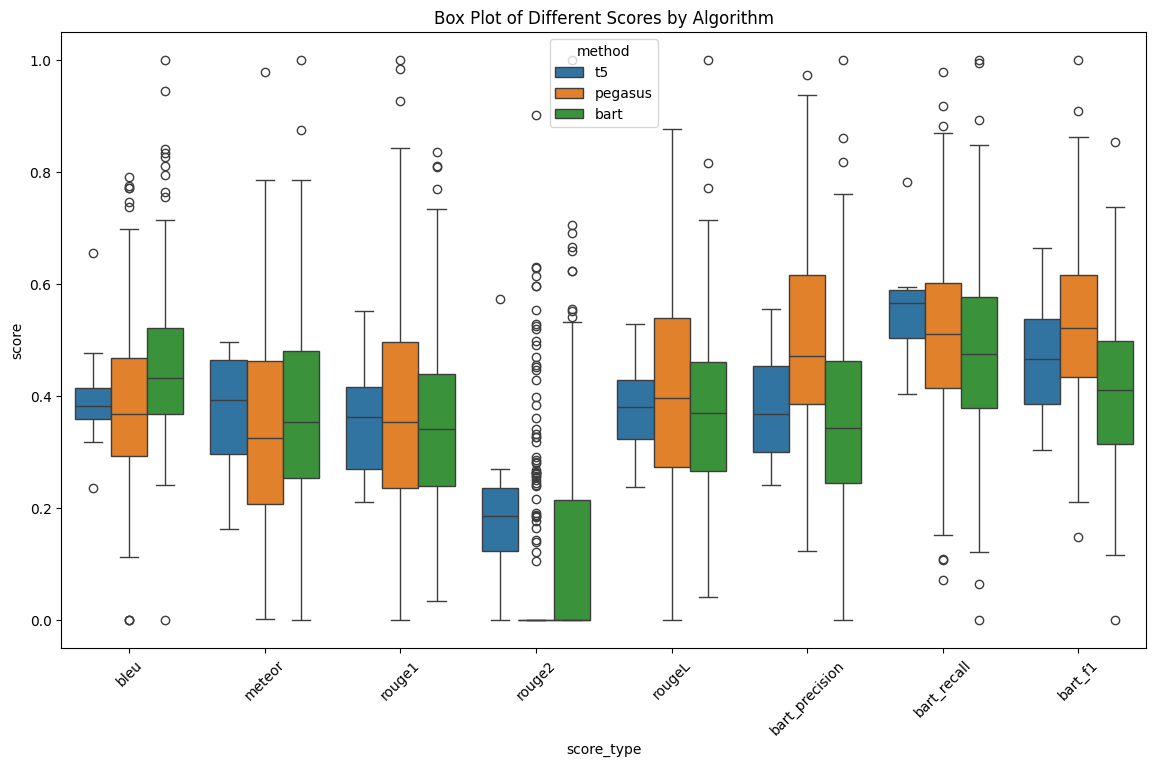 Box Plot of Different Scores by Algorithm
method
t5
pegasus
bart
score
1.0
0.8
0.6
0.4
0.2
0.0
bleu
meteor
rouge1
rouge2
rougeL
bart_precision
bart_recall
bart_f1
score_type